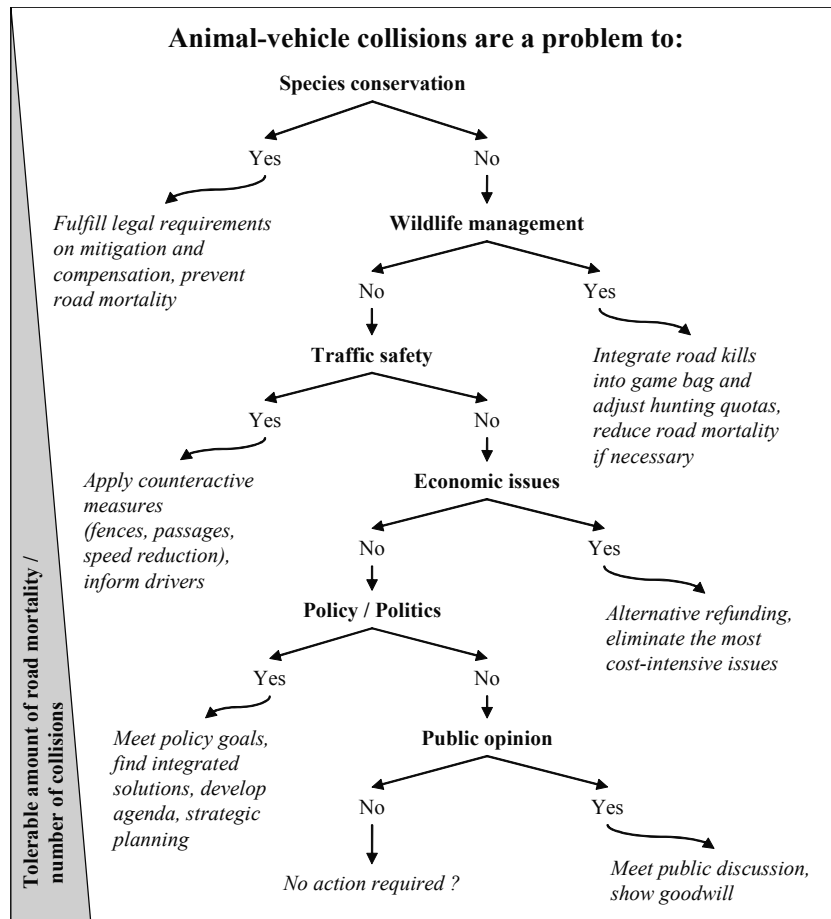 Animal-vehicle collisions are a problem to:
Species conservation
Yes
No
Fulfill legal requirements
on mitigation and
compensation, prevent
road mortality
Wildlife management
No
Yes
Integrate road kills
into game bag and
adjust hunting quotas,
reduce road mortality
if necessary
Traffic safety
Yes
No
Apply counteractive
measures
(fences, passages,
speed reduction),
inform drivers
Economic issues
No
Yes
Alternative refunding,
eliminate the most
cost-intensive issues
Policy / Politics
Yes
No
Meet policy goals,
find integrated
solutions, develop
agenda, strategic
planning
Public opinion
No
Yes
No action required ?
Meet public discussion,
show goodwill
Tolerable amount of road mortality /
number of collisions